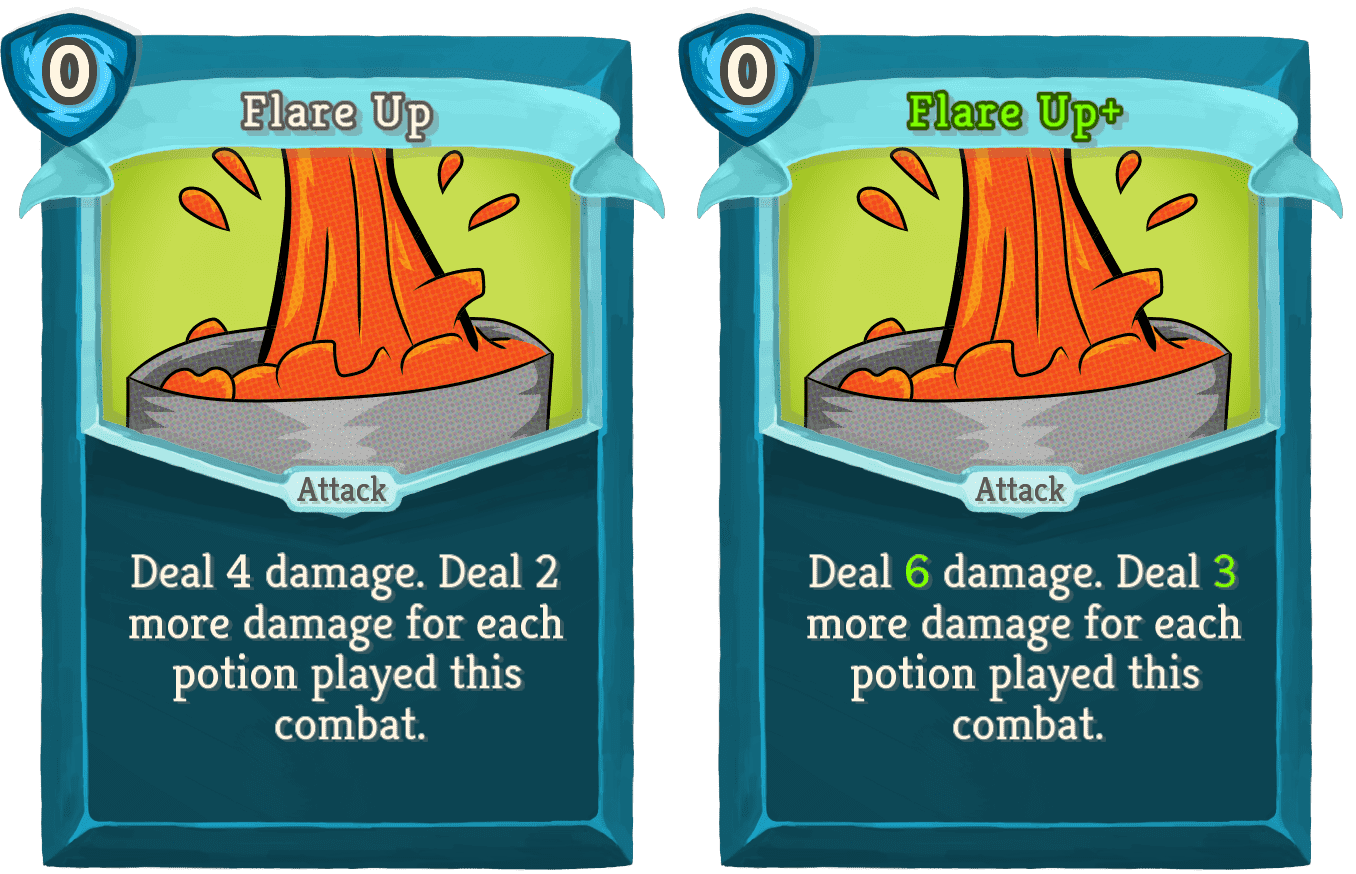 0
Flare Up
Attack
Deal 4 damage. Deal 2
more damage for each
potion played this
combat.
0
Flare Up+
Attack
Deal 6 damage. Deal 3
more damage for each
potion played this
combat.